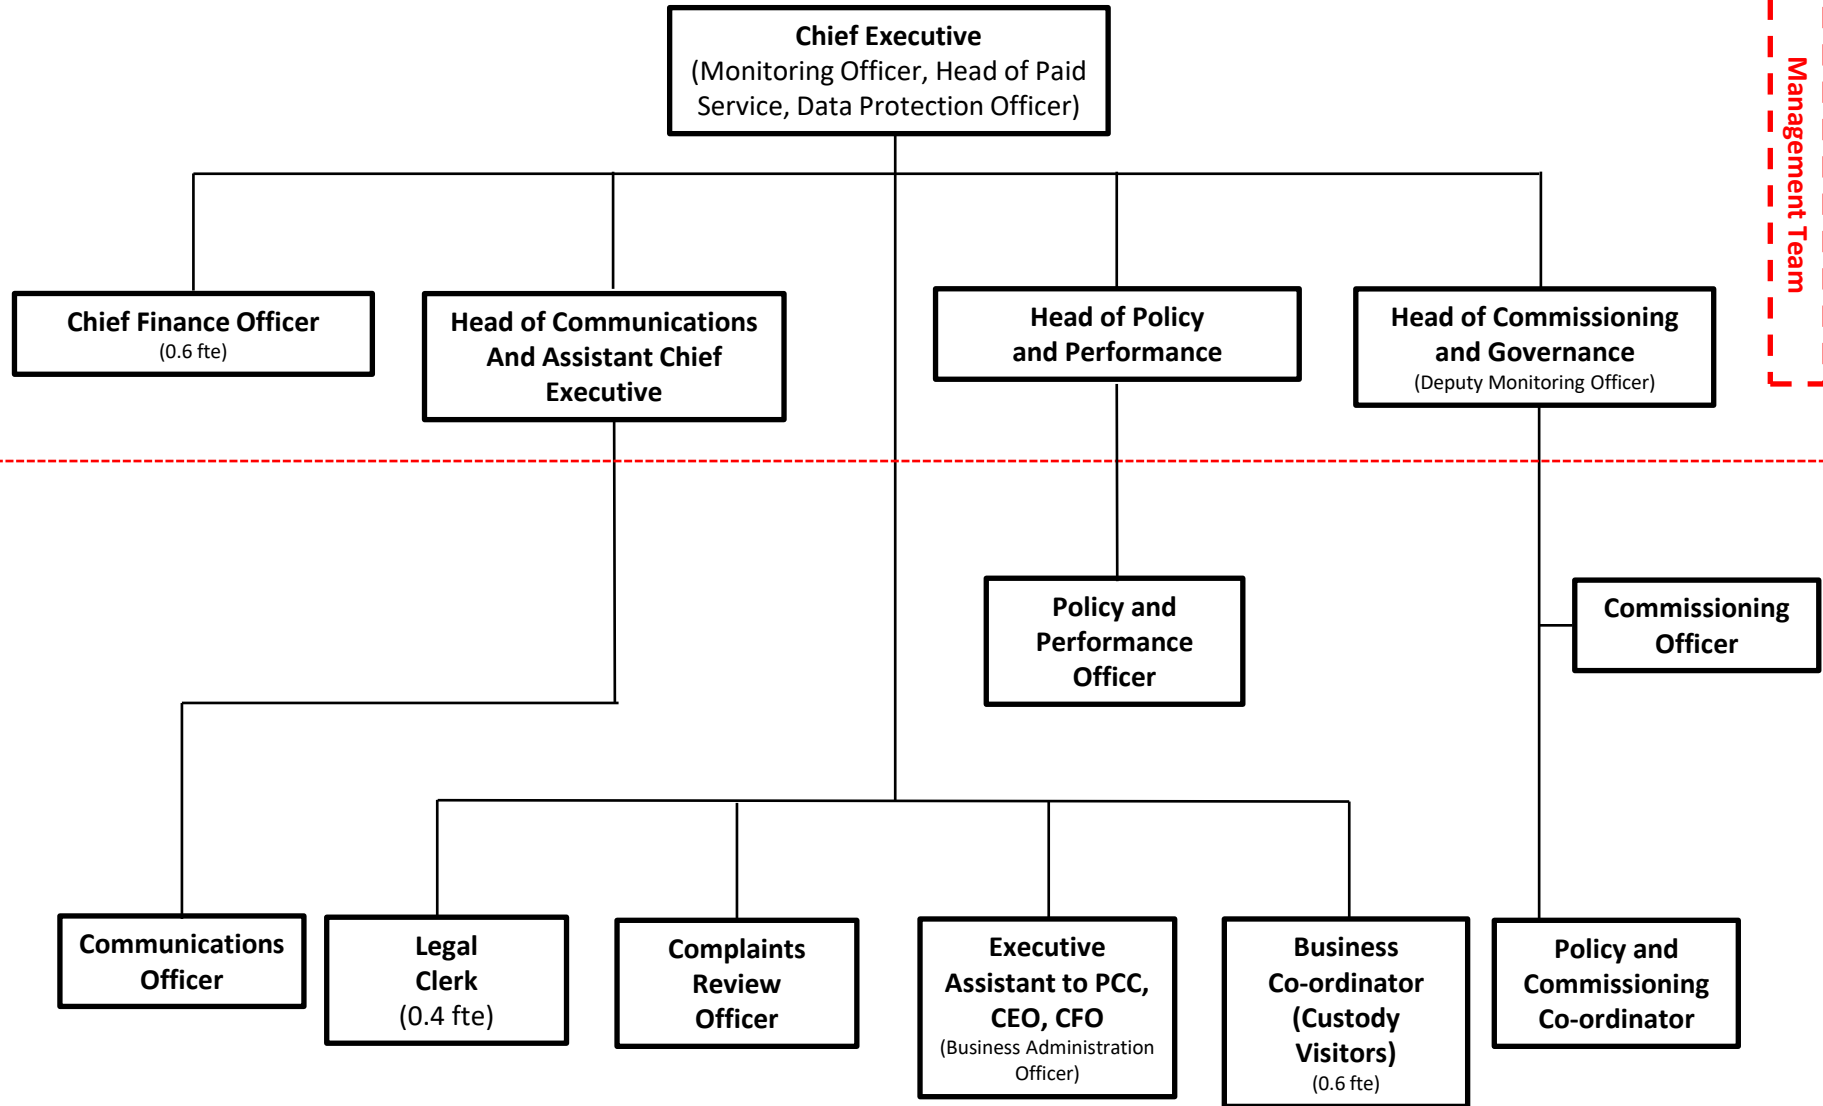 Chief Executive
(Monitoring Officer, Head of Paid
Service, Data Protection Officer)
Management Team
Chief Finance Officer
(0.6 fte)
Head of Communications
And Assistant Chief
Executive
Head of Policy
and Performance
Head of Commissioning
and Governance
(Deputy Monitoring Officer)
Policy and
Performance
Officer
Commissioning
Officer
Communications
Officer
Legal
Clerk
(0.4 fte)
Complaints
Review
Officer
Executive
Assistant to PCC,
CEO, CFO
(Business Administration
Officer)
Business
Co-ordinator
(Custody
Visitors)
(0.6 fte)
Policy and
Commissioning
Co-ordinator